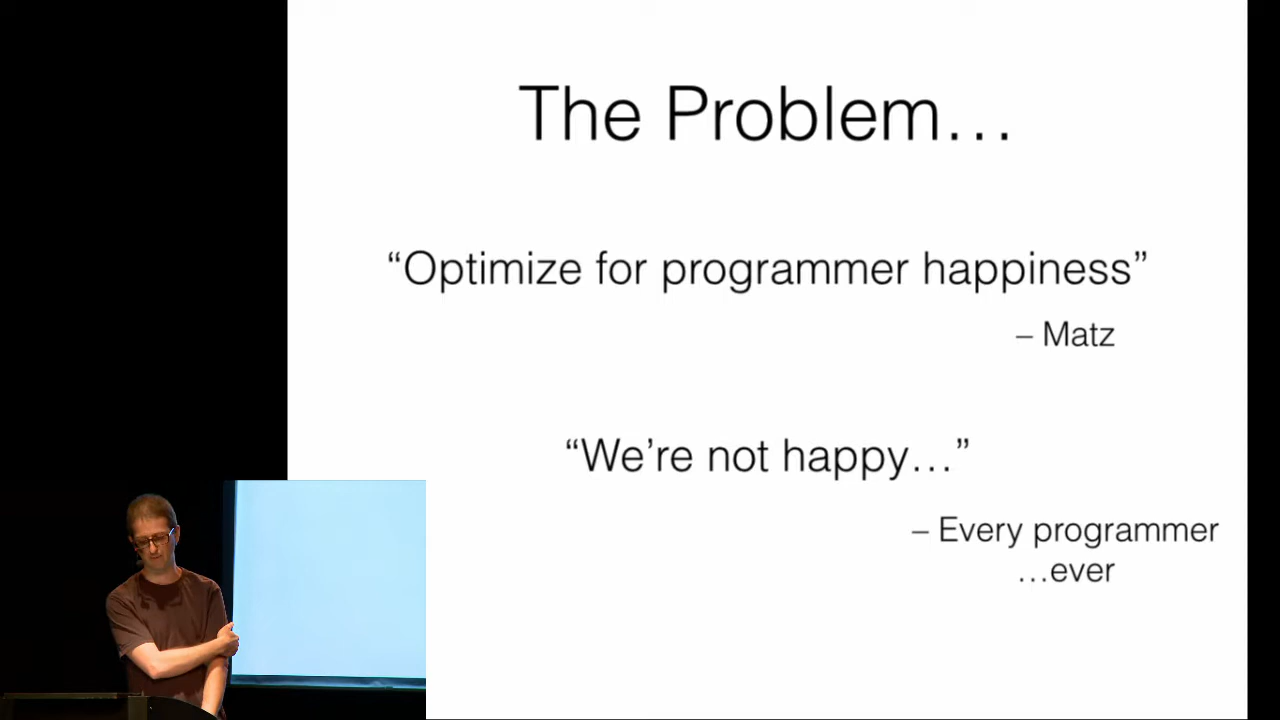 The Problem…
“Optimize for programmer happiness”
– Matz
“We’re not happy…”
– Every programmer
…ever